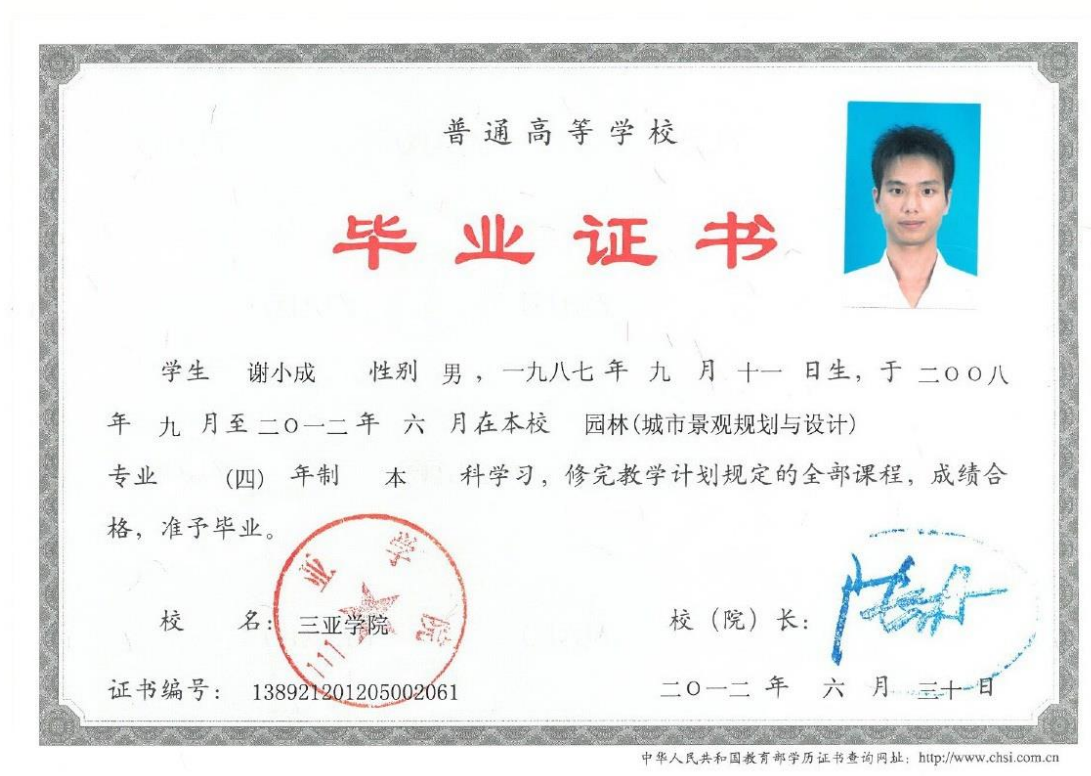 普通高等学校
毕业证书
学生 谢小成 性别 男，一九八七年 九 月 十一 日生，于 二〇〇八
年 九 月至二〇一二年 六 月在本校 园林(城市景观规划与设计)
专业 (四) 年制 本 科学习，修完教学计划规定的全部课程，成绩合
格，准予毕业。
三亚学院
校 名：三亚学院 校（院）长：
证书编号： 138921201205002061 二〇一二 年 六 月 三十 日
中华人民共和国教育部学历证书查询网址：http://www.chsi.com.cn